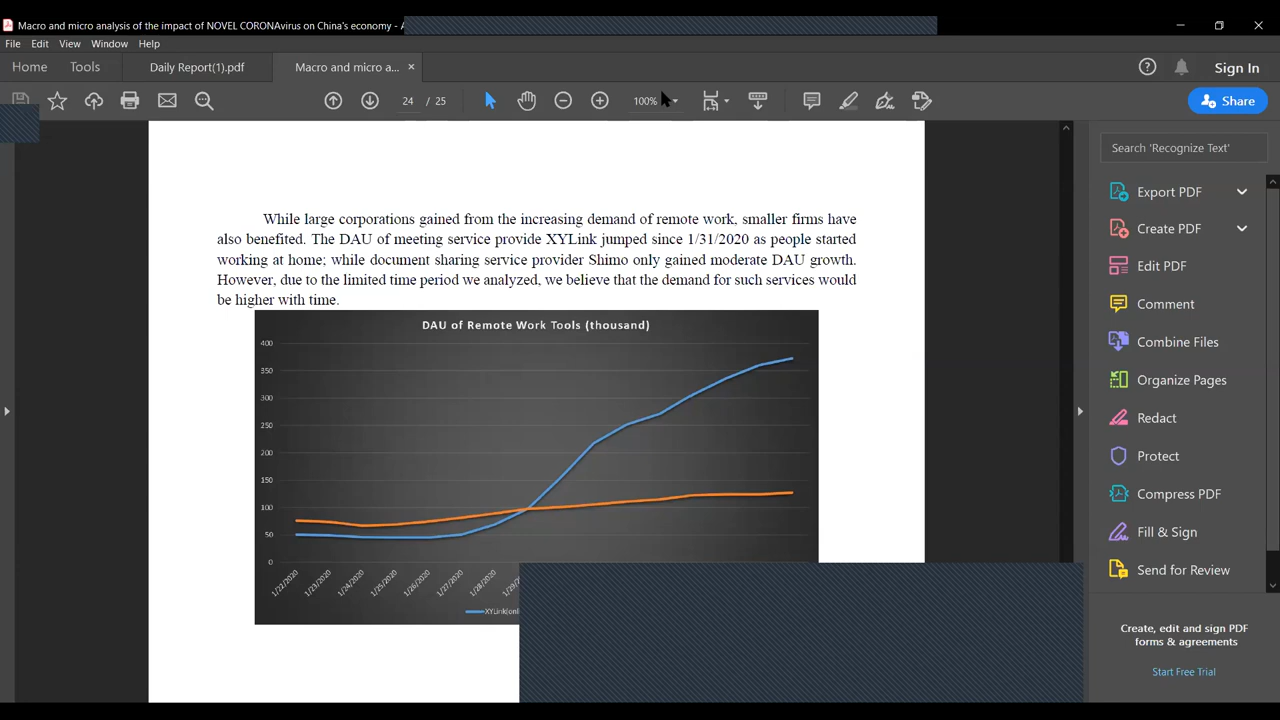 Macro and micro analysis of the impact of NOVEL CORONAvirus on China's economy -
File Edit View Window Help
Home Tools Daily Report(1).pdf Macro and micro a... × Sign In
24 / 25 100% Share
Search 'Recognize Text'
Export PDF
Create PDF
Edit PDF
Comment
Combine Files
Organize Pages
Redact
Protect
Compress PDF
Fill & Sign
Send for Review
Create, edit and sign PDF
forms & agreements
Start Free Trial
While large corporations gained from the increasing demand of remote work, smaller firms have
also benefited. The DAU of meeting service provide XYLink jumped since 1/31/2020 as people started
working at home; while document sharing service provider Shimo only gained moderate DAU growth.
However, due to the limited time period we analyzed, we believe that the demand for such services would
be higher with time.
DAU of Remote Work Tools (thousand)
400
350
300
250
200
150
100
50
0
1/22/2020 1/23/2020 1/24/2020 1/25/2020 1/26/2020 1/27/2020 1/28/2020